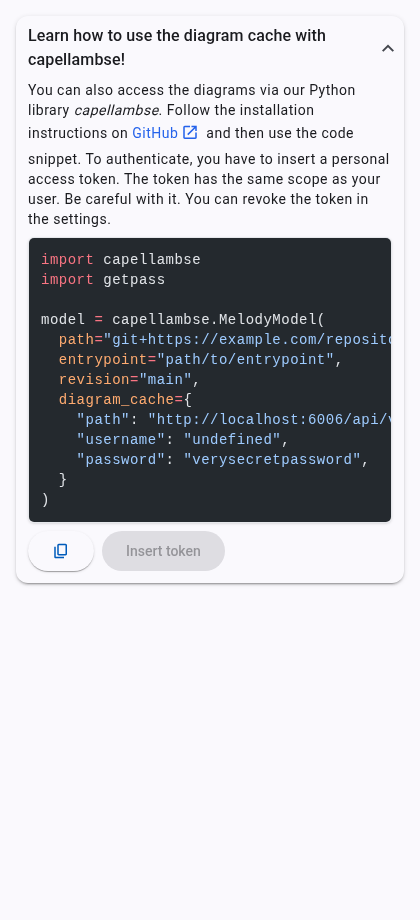 Learn how to use the diagram cache with
capellambse!
You can also access the diagrams via our Python
library capellambse. Follow the installation
instructions on GitHub and then use the code
snippet. To authenticate, you have to insert a personal
access token. The token has the same scope as your
user. Be careful with it. You can revoke the token in
the settings.
import capellambse
import getpass
model = capellambse.MelodyModel(
  path="git+https://example.com/reposito
  entrypoint="path/to/entrypoint",
  revision="main",
  diagram_cache={
    "path": "http://localhost:6006/api/v
    "username": "undefined",
    "password": "verysecretpassword",
  }
)
Insert token